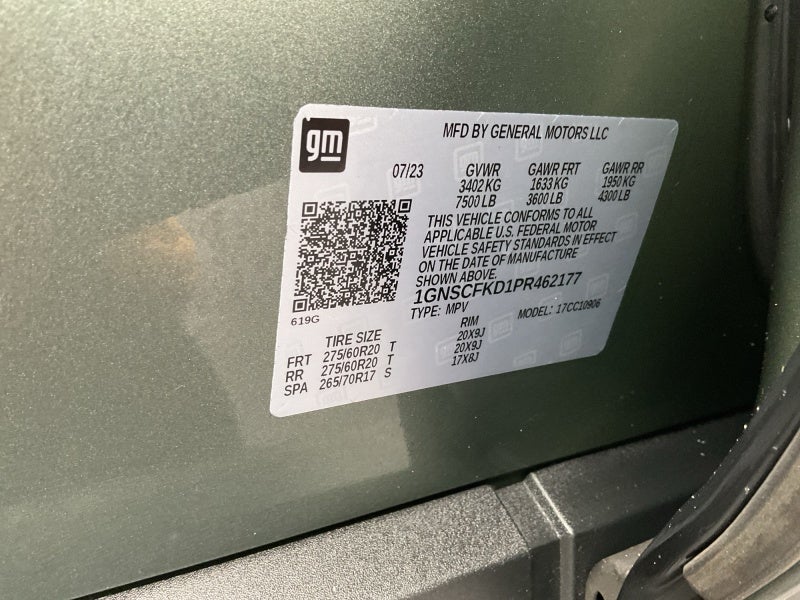 gm
MFD BY GENERAL MOTORS LLC
07/23 GVWR GAWR FRT GAWR RR
3402 KG 1633 KG 1950 KG
7500 LB 3600 LB 4300 LB
THIS VEHICLE CONFORMS TO ALL
APPLICABLE U.S. FEDERAL MOTOR
VEHICLE SAFETY STANDARDS IN EFFECT
ON THE DATE OF MANUFACTURE
SHOWN ABOVE.
1GNSCFKD1PR462177
TYPE: MPV MODEL: 17CC10906
619G
TIRE SIZE RIM
FRT 275/60R20 T 20X9J
RR 275/60R20 T 20X9J
SPA 265/70R17 S 17X8J